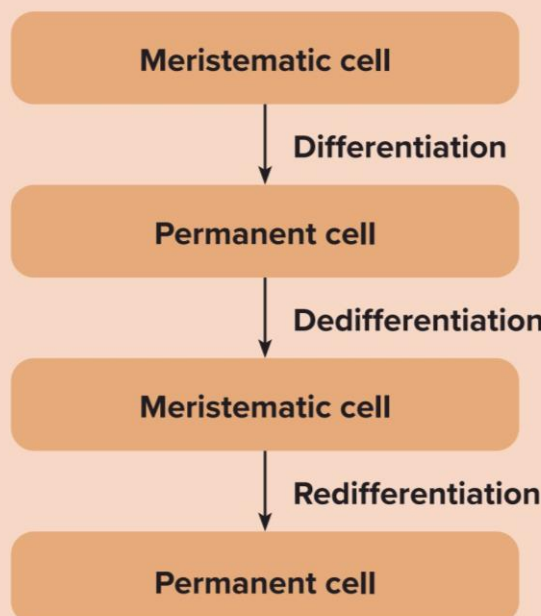 Meristematic cell
Differentiation
Permanent cell
Dedifferentiation
Meristematic cell
Redifferentiation
Permanent cell